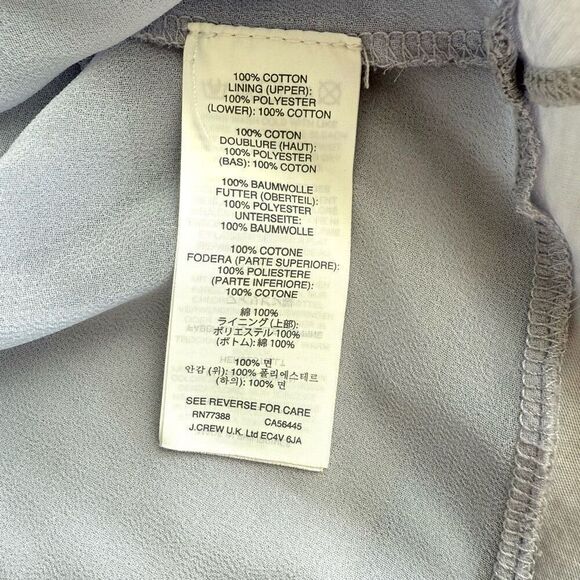 100% COTTON
LINING (UPPER):
100% POLYESTER
(LOWER): 100% COTTON
100% COTON
DOUBLURE (HAUT):
100% POLYESTER
(BAS): 100% COTON
100% BAUMWOLLE
FUTTER (OBERTEIL):
100% POLYESTER
UNTERSEITE:
100% BAUMWOLLE
100% COTONE
FODERA (PARTE SUPERIORE):
100% POLIESTERE
(PARTE INFERIORE):
100% COTONE
綿 100%
ライニング (上部):
ポリエステル 100%
(ボトム): 綿 100%
100% 면
안감 (위): 100% 폴리에스테르
(하의): 100% 면
SEE REVERSE FOR CARE
RN77388 CA56445
J.CREW U.K. Ltd EC4V 6JA